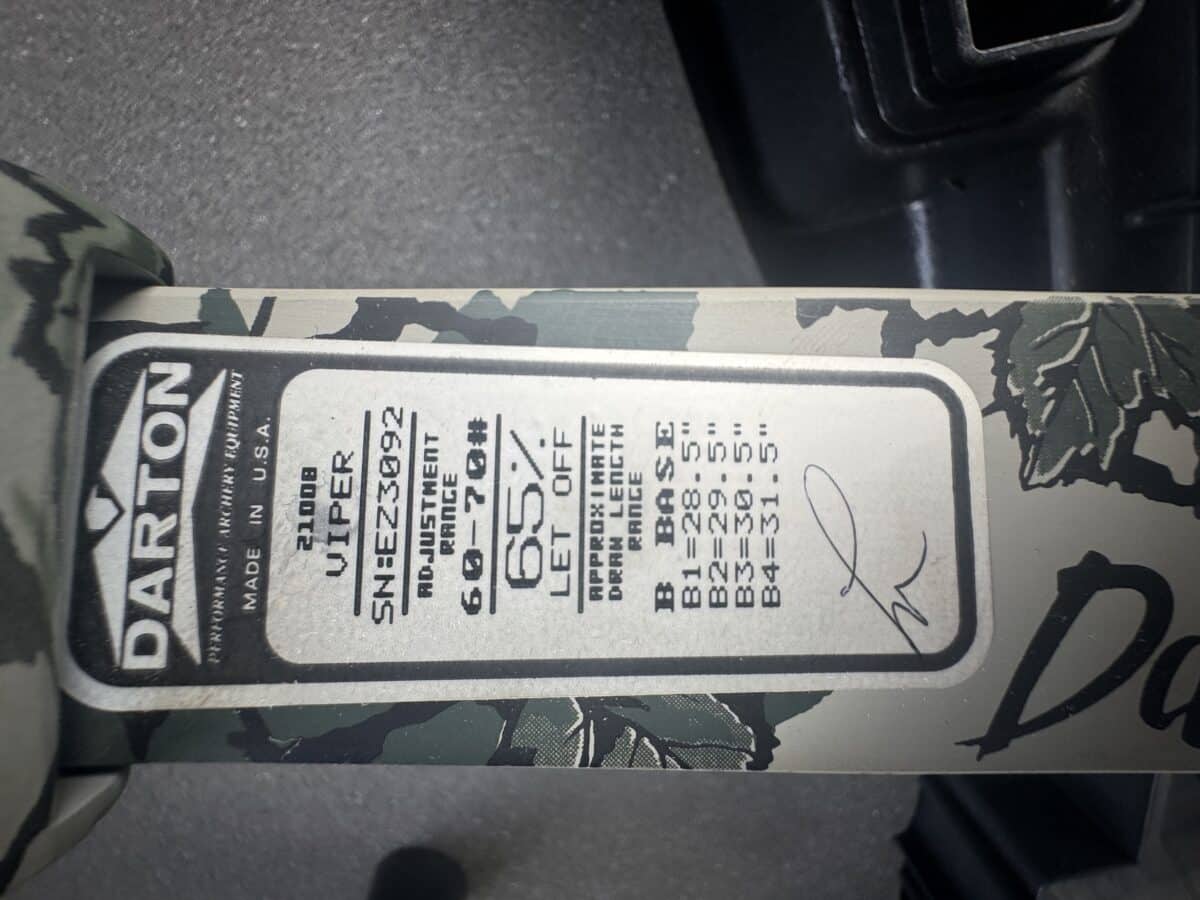 DARTON
PERFORMANCE ARCHERY EQUIPMENT
MADE IN U.S.A.
21008
VIPER
SN:EZ3092
ADJUSTMENT
RANGE
60-70#
65%
LET OFF
APPROXIMATE
DRAW LENGTH
RANGE
B BASE
B1=28.5"
B2=29.5"
B3=30.5"
B4=31.5"
Da